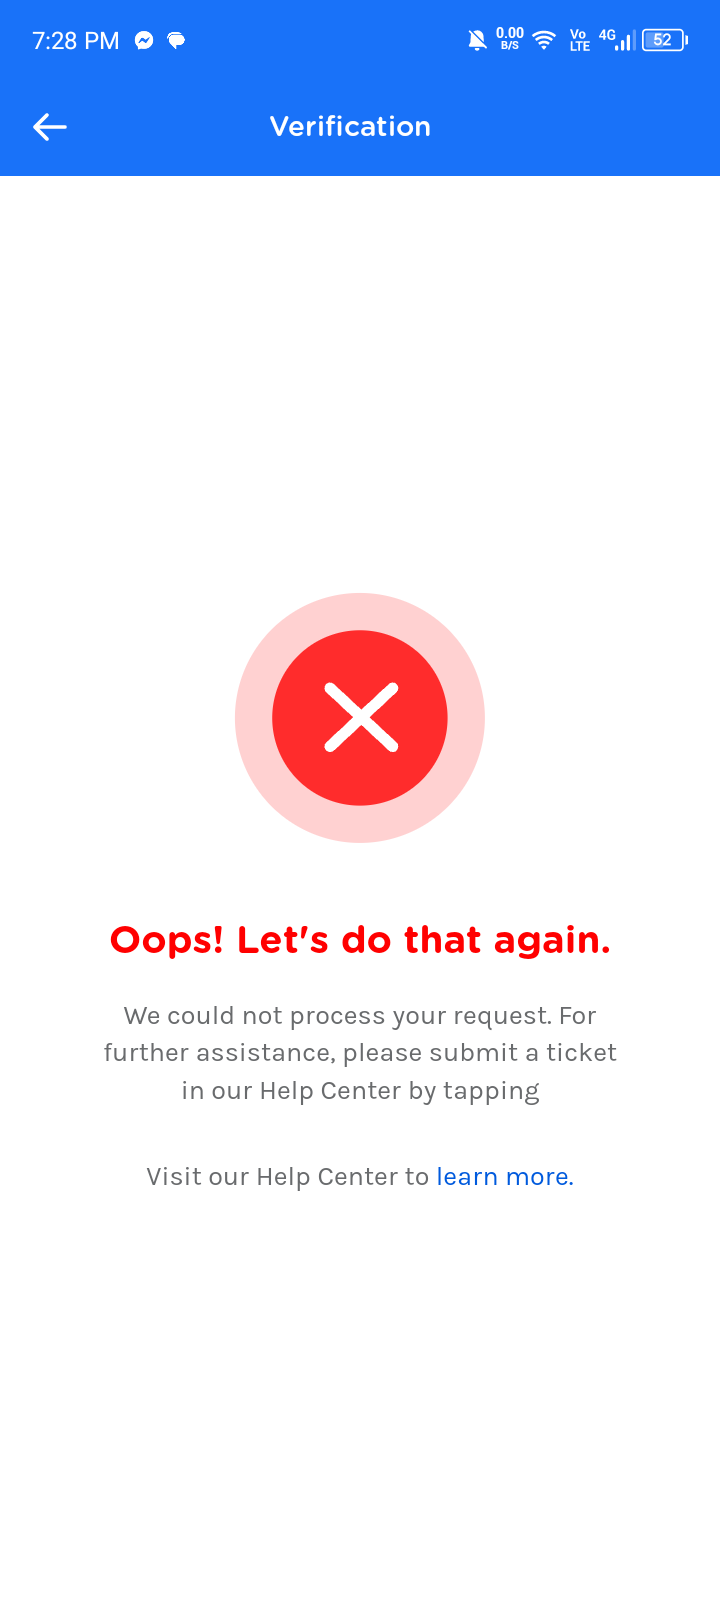 7:28 PM
0.00
B/S
Vo
LTE
4G
52
Verification
Oops! Let's do that again.
We could not process your request. For
further assistance, please submit a ticket
in our Help Center by tapping
Visit our Help Center to learn more.